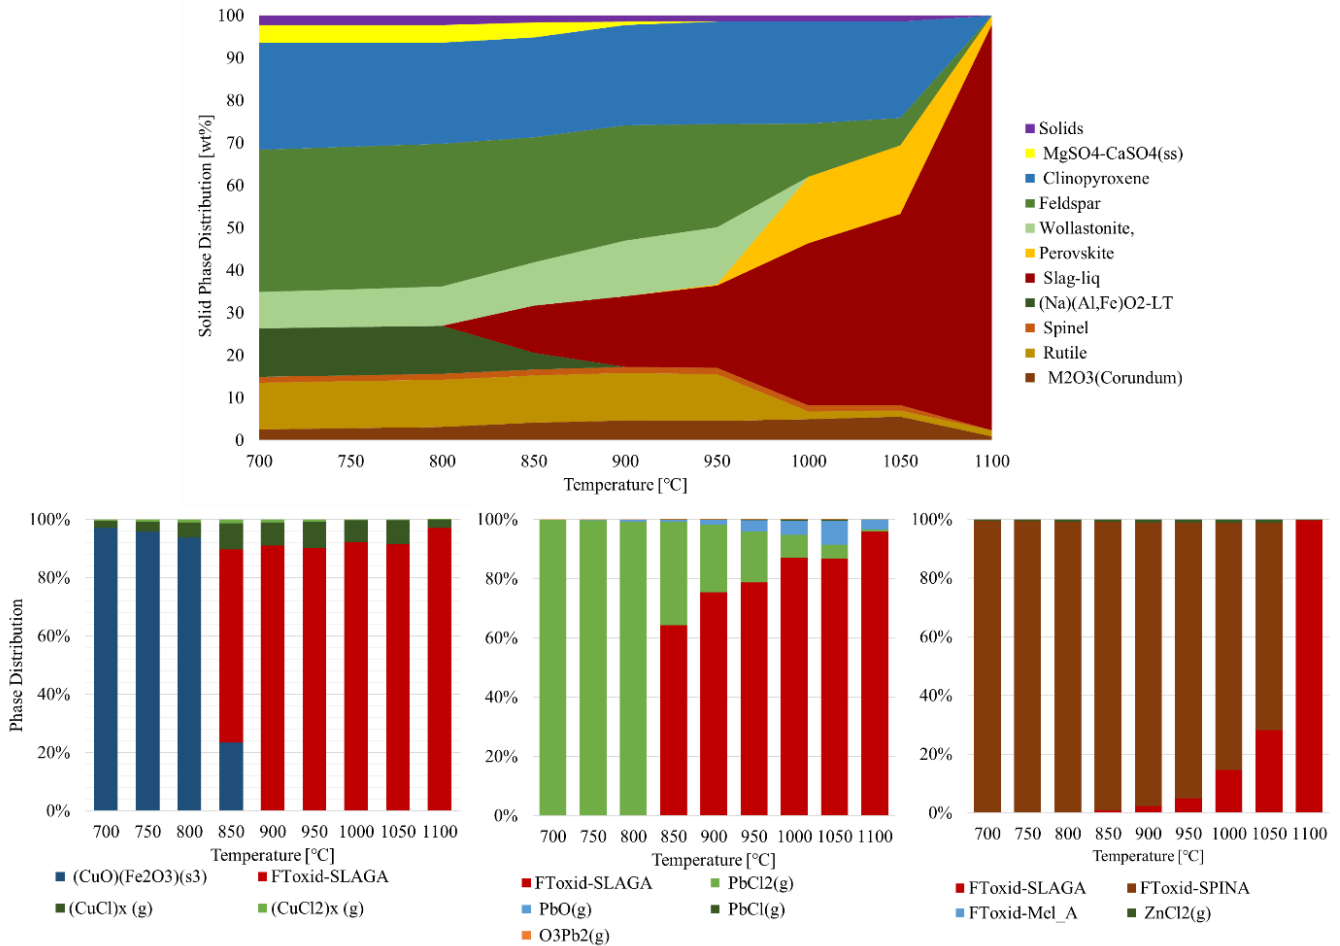 100
90
80
70
60
50
40
30
20
10
0
Solid Phase Distribution [wt%]
700 750 800 850 900 950 1000 1050 1100
Temperature [°C]
Solids
MgSO4-CaSO4(ss)
Clinopyroxene
Feldspar
Wollastonite,
Perovskite
Slag-liq
(Na)(Al,Fe)O2-LT
Spinel
Rutile
M2O3(Corundum)
100%
80%
60%
40%
20%
0%
Phase Distribution
700 750 800 850 900 950 1000 1050 1100
Temperature [°C]
(CuO)(Fe2O3)(s3) FToxid-SLAGA
(CuCl)x (g) (CuCl2)x (g)
100%
80%
60%
40%
20%
0%
700 750 800 850 900 950 1000 1050 1100
Temperature [°C]
FToxid-SLAGA PbCl2(g)
PbO(g) PbCl(g)
O3Pb2(g)
100%
80%
60%
40%
20%
0%
700 750 800 850 900 950 1000 1050 1100
Temperature [°C]
FToxid-SLAGA FToxid-SPINA
FToxid-Mel_A ZnCl2(g)